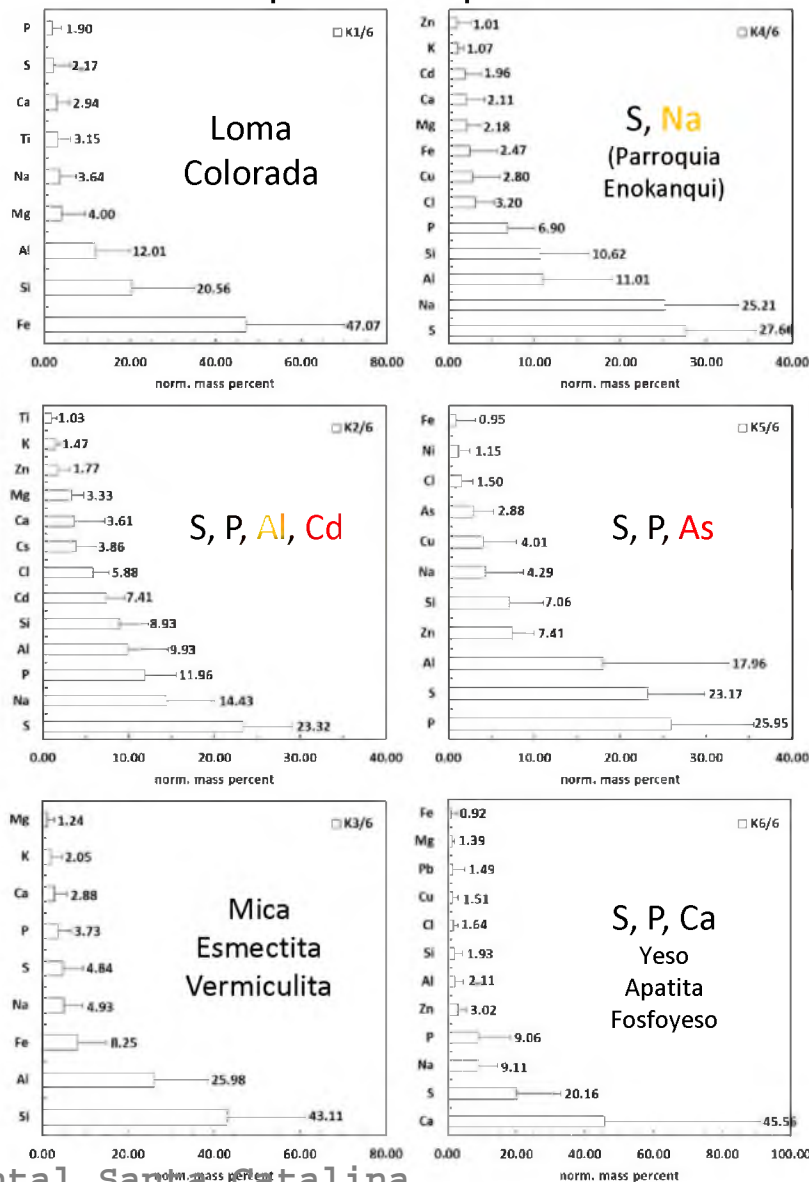 P 1.90
K1/6
S 2.17
Ca 2.94
Ti 3.15
Na 3.64
Mg 4.00
Al 12.01
Si 20.56
Fe 47.07
Loma
Colorada
0.00 20.00 40.00 60.00 80.00
norm. mass percent
Zn 1.01
K4/6
K 1.07
Cd 1.96
Ca 2.11
Mg 2.18
Fe 2.47
Cu 2.80
Cl 3.20
P 6.90
Si 10.62
Al 11.01
Na 25.21
S 27.66
S, Na
(Parroquia
Enokanqui)
0.00 10.00 20.00 30.00 40.00
norm. mass percent
Ti 1.03
K2/6
K 1.47
Zn 1.77
Mg 3.33
Ca 3.61
Cs 3.86
Cl 5.88
Cd 7.41
Si 8.93
Al 9.93
P 11.96
Na 14.43
S 23.32
S, P, Al, Cd
0.00 10.00 20.00 30.00 40.00
norm. mass percent
Fe 0.95
K5/6
Ni 1.15
Cl 1.50
As 2.88
Cu 4.01
Na 4.29
Si 7.06
Zn 7.41
Al 17.96
S 23.17
P 25.95
S, P, As
0.00 10.00 20.00 30.00 40.00
norm. mass percent
Mg 1.24
K3/6
K 2.05
Ca 2.88
P 3.73
S 4.84
Na 4.93
Fe 8.25
Al 25.98
Si 43.11
Mica
Esmectita
Vermiculita
0.00 20.00 40.00 60.00 80.00
norm. mass percent
Fe 0.92
K6/6
Mg 1.39
Pb 1.49
Cu 1.51
Cl 1.64
Si 1.93
Al 2.11
Zn 3.02
P 9.06
Na 9.11
S 20.16
Ca 45.56
S, P, Ca
Yeso
Apatita
Fosfoyeso
0.00 20.00 40.00 60.00 80.00 100.00
norm. mass percent
ntal Santa Catalina